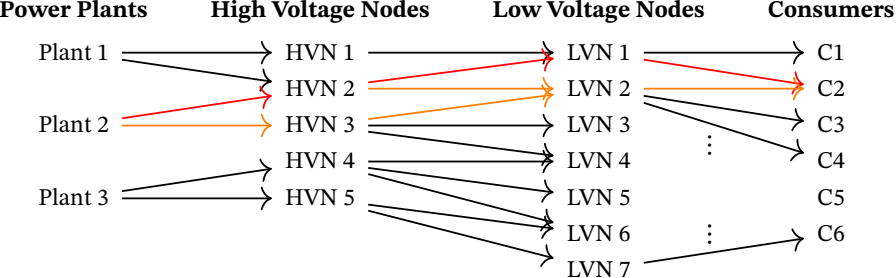 Power Plants High Voltage Nodes Low Voltage Nodes Consumers
Plant 1 HVN 1 LVN 1 C1
HVN 2 LVN 2 C2
Plant 2 HVN 3 LVN 3 C3
HVN 4 LVN 4 C4
Plant 3 HVN 5 LVN 5 C5
LVN 6 C6
LVN 7